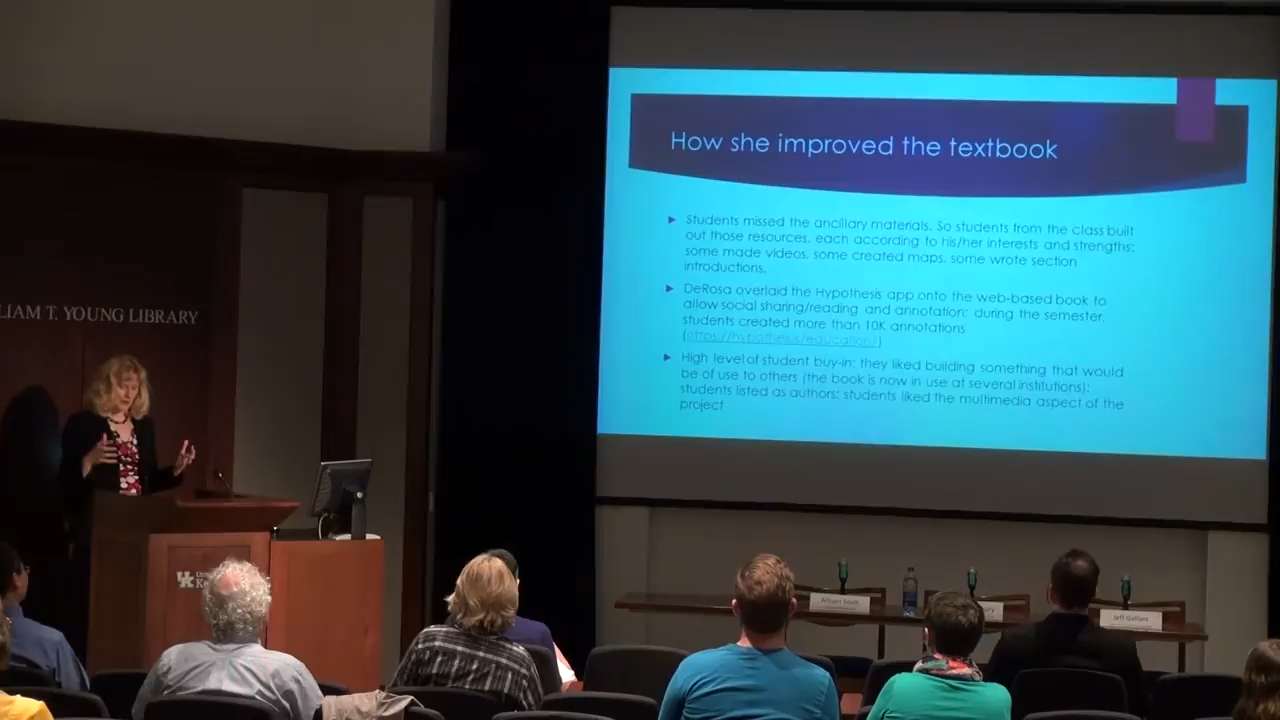 How she improved the textbook
Students missed the ancillary materials. So students from the class built
out those resources, each according to his/her interests and strengths:
some made videos, some created maps, some wrote section
introductions.
DeRosa overlaid the Hypothesis app onto the web-based book to
allow social sharing/reading and annotation; during the semester,
students created more than 10K annotations
(https://hypothes.is/education/)
High level of student buy-in: they liked building something that would
be of use to others (the book is now in use at several institutions);
students listed as authors; students liked the multimedia aspect of the
project
LIAM T. YOUNG LIBRARY
UK
Jeff Gallant